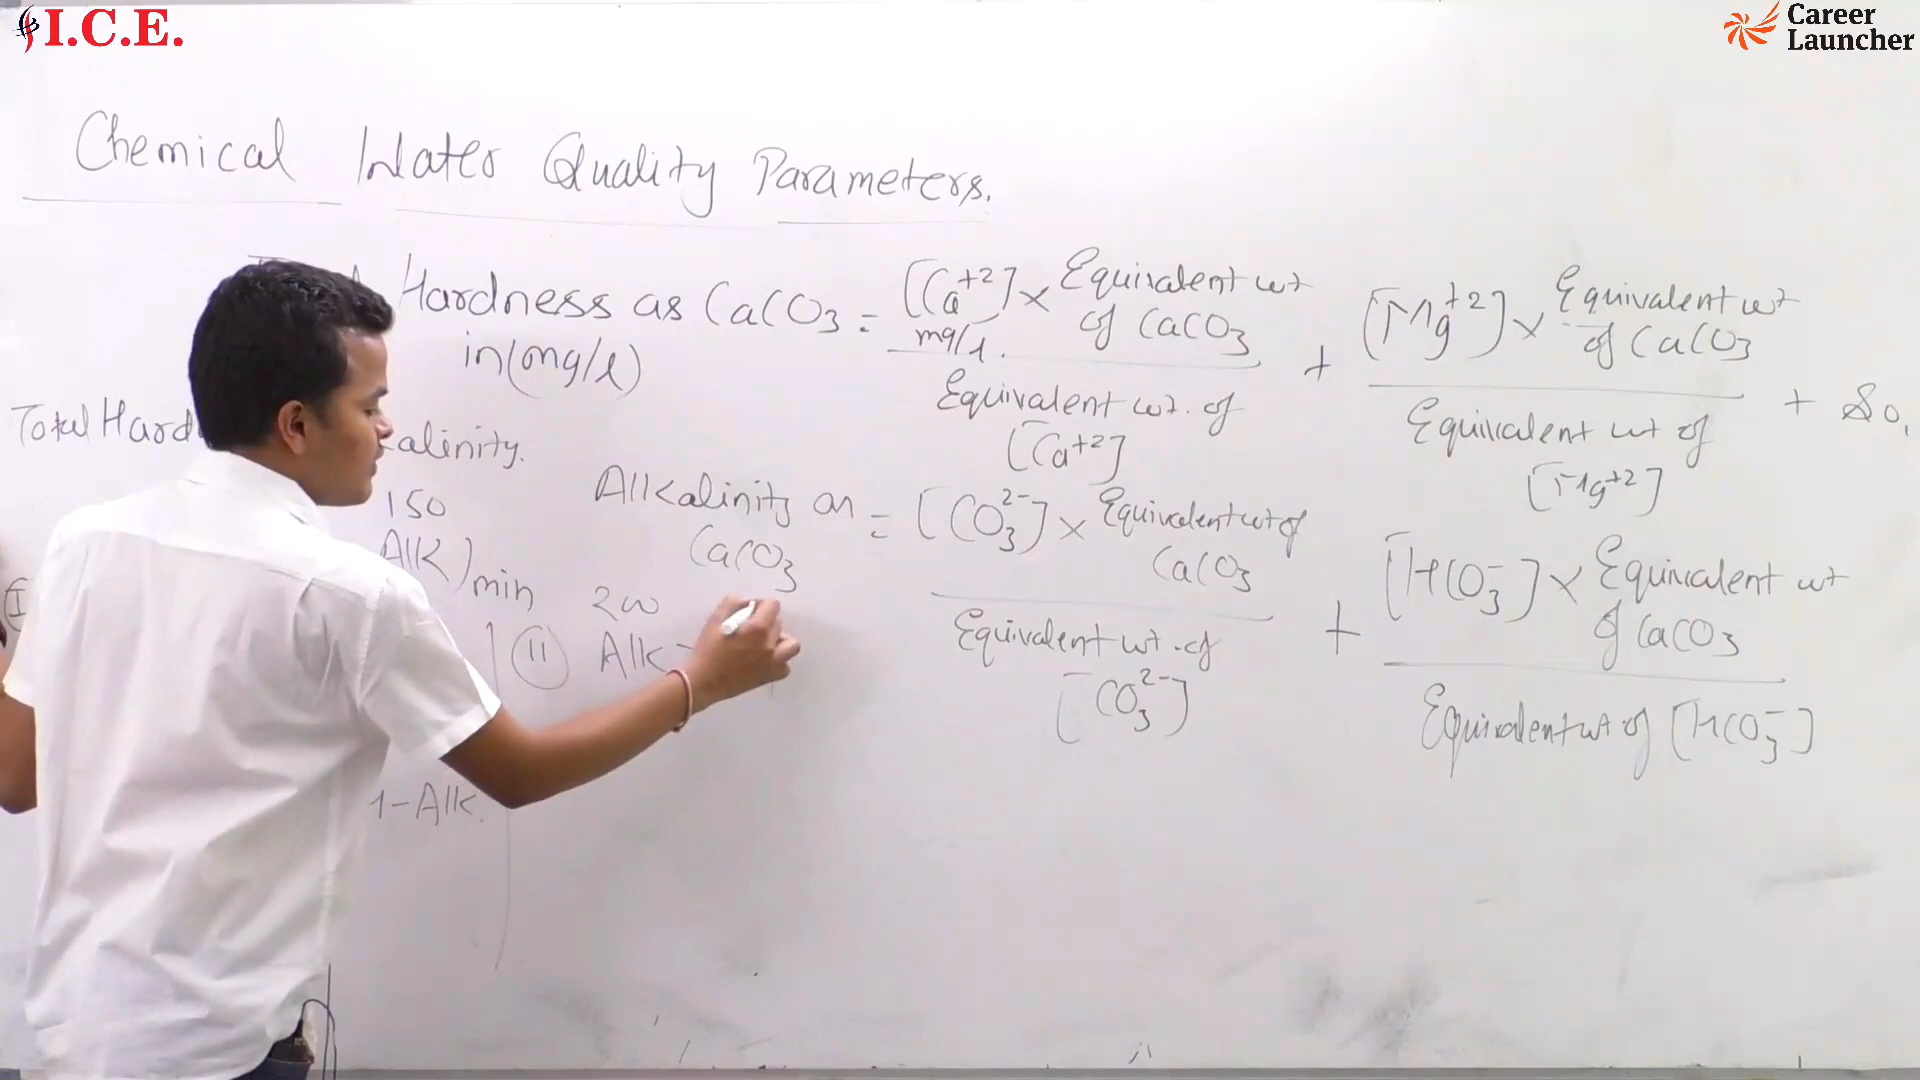 I.C.E.
Career
Launcher
Chemical Water Quality Parameters.
Hardness as CaCO3 = [Ca+2] × Equivalent wt of CaCO3 + [Mg+2] × Equivalent wt of CaCO3 + So,
in (mg/l)
mg/l.
Equivalent wt. of [Ca+2]
Equivalent wt of [Mg+2]
Total Hard
kalinity.
150
Alk) min
200
II
Alk
1-Alk.
Alkalinity as CaCO3 = [CO3 2-] × Equivalent wt of CaCO3 + [HCO3-] × Equivalent wt of CaCO3
Equivalent wt. of [CO3 2-]
Equivalent wt of [HCO3-]